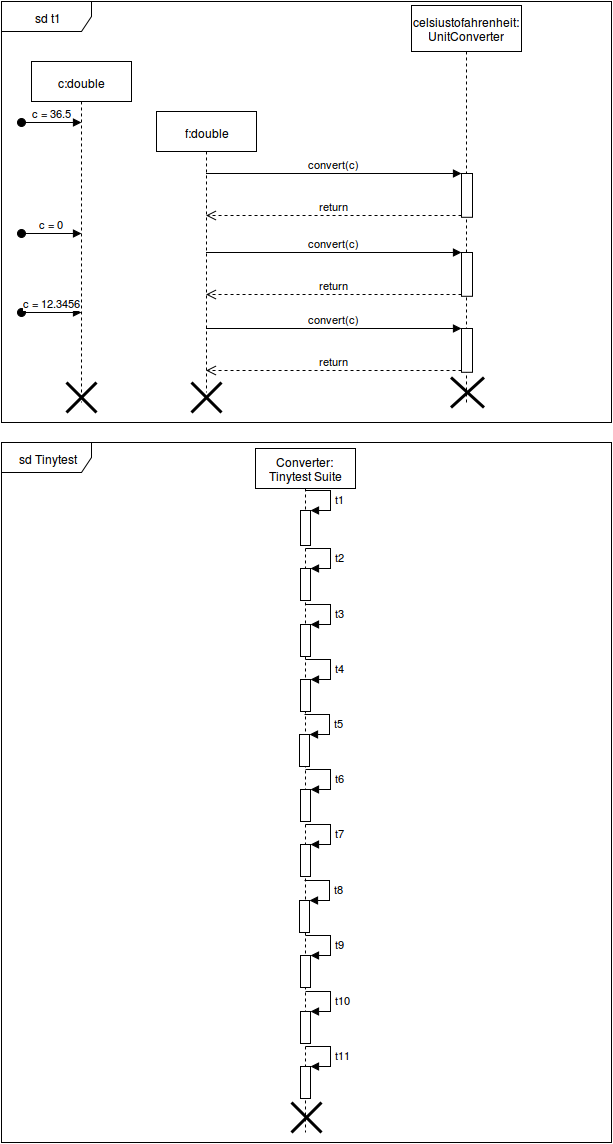 sd t1
celsiustofahrenheit:
UnitConverter
c:double
c = 36.5
f:double
convert(c)
return
c = 0
convert(c)
return
c = 12.3456
convert(c)
return
sd Tinytest
Converter:
Tinytest Suite
t1
t2
t3
t4
t5
t6
t7
t8
t9
t10
t11